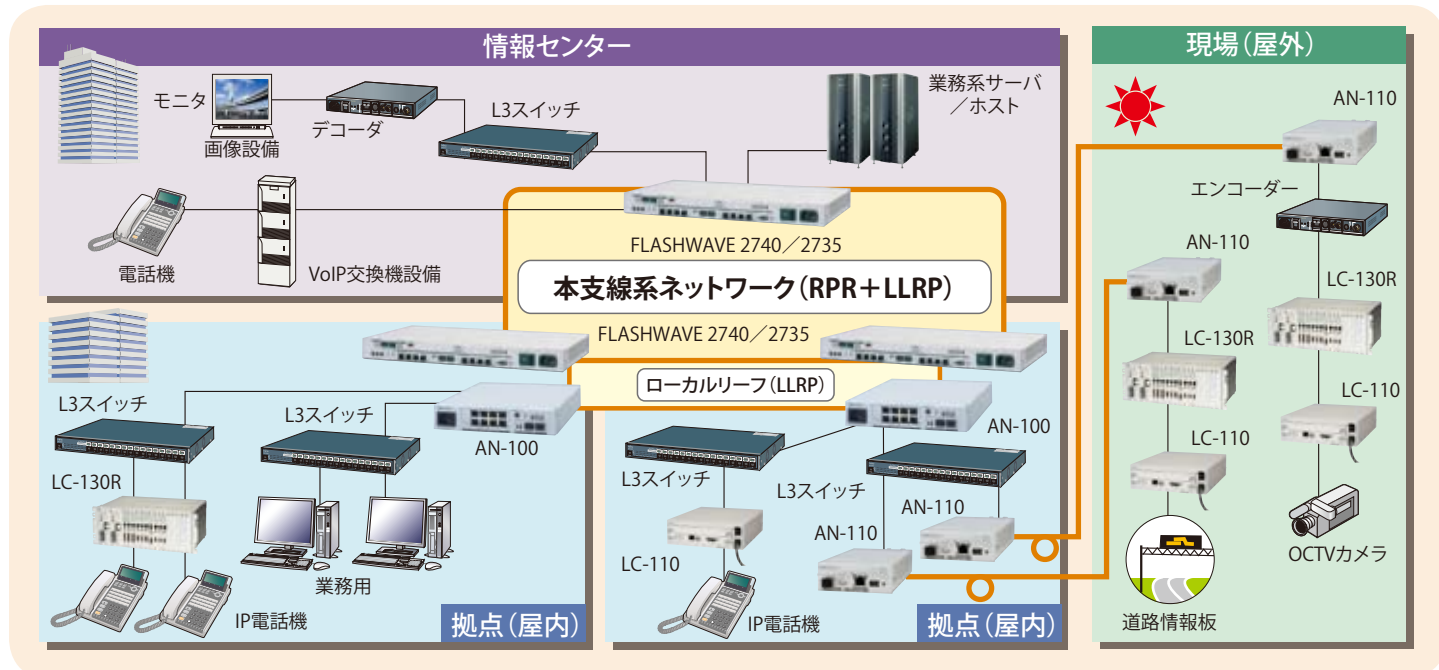 情報センター
モニタ
画像設備
デコーダ
L3スイッチ
業務系サーバ
／ホスト
電話機
VoIP交換機設備
FLASHWAVE 2740／2735
本支線系ネットワーク（RPR＋LLRP）
FLASHWAVE 2740／2735
ローカルリーフ（LLRP）
L3スイッチ
L3スイッチ
AN-100
LC-130R
業務用
IP電話機
拠点（屋内）
AN-100
L3スイッチ
L3スイッチ
AN-110
AN-110
LC-110
IP電話機
拠点（屋内）
現場（屋外）
AN-110
エンコーダー
AN-110
LC-130R
LC-130R
LC-110
LC-110
OCTVカメラ
道路情報板